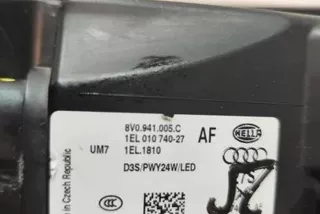 8V0.941.005.C
1EL 010 740-27
UM7 1EL.1810
AF
HELLA
D3S/PWY24W/LED
in Czech Republic